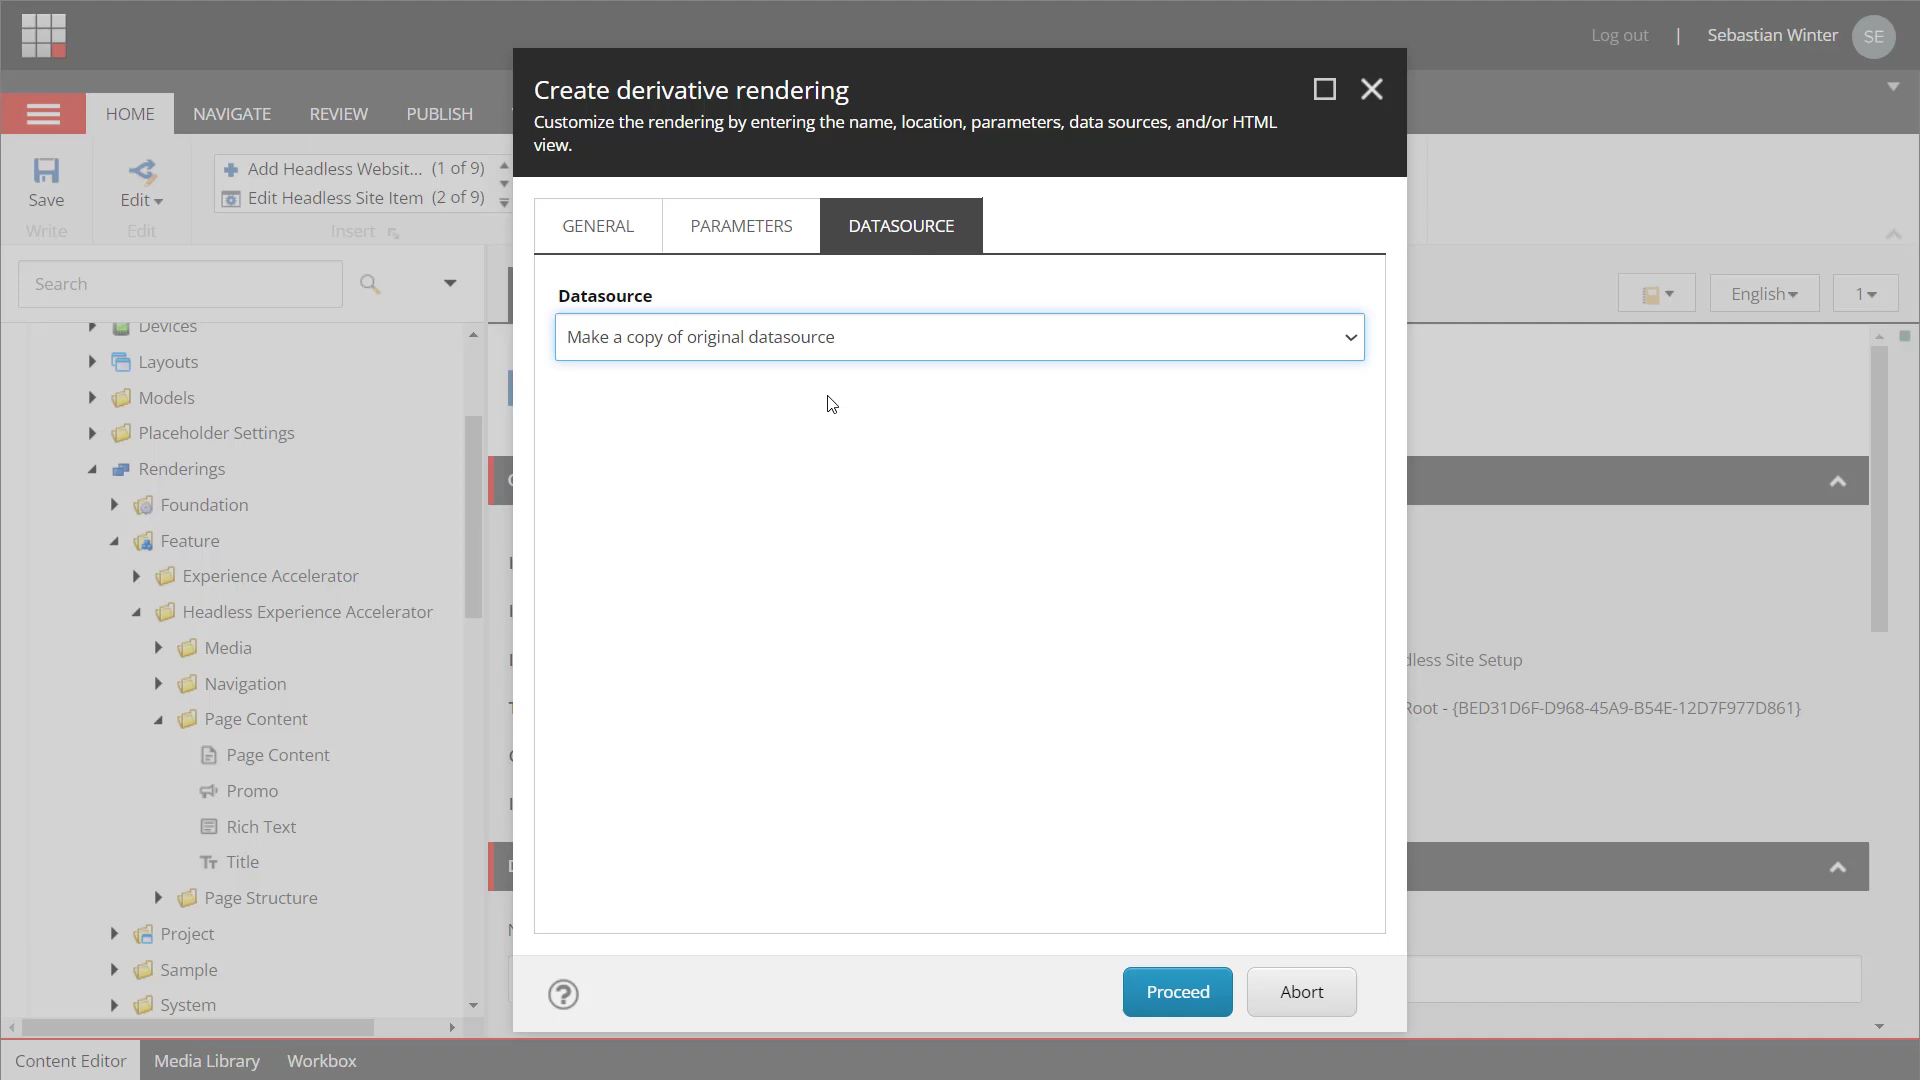 Log out | Sebastian Winter SE
HOME NAVIGATE REVIEW PUBLISH
Save
Write
Edit
Edit
Add Headless Websit... (1 of 9)
Edit Headless Site Item (2 of 9)
Insert
Search
Devices
Layouts
Models
Placeholder Settings
Renderings
Foundation
Feature
Experience Accelerator
Headless Experience Accelerator
Media
Navigation
Page Content
Page Content
Promo
Rich Text
Title
Page Structure
Project
Sample
System
Create derivative rendering
Customize the rendering by entering the name, location, parameters, data sources, and/or HTML
view.
GENERAL PARAMETERS DATASOURCE
Datasource
Make a copy of original datasource
Proceed Abort
English
1
dless Site Setup
Root - {BED31D6F-D968-45A9-B54E-12D7F977D861}
Content Editor Media Library Workbox